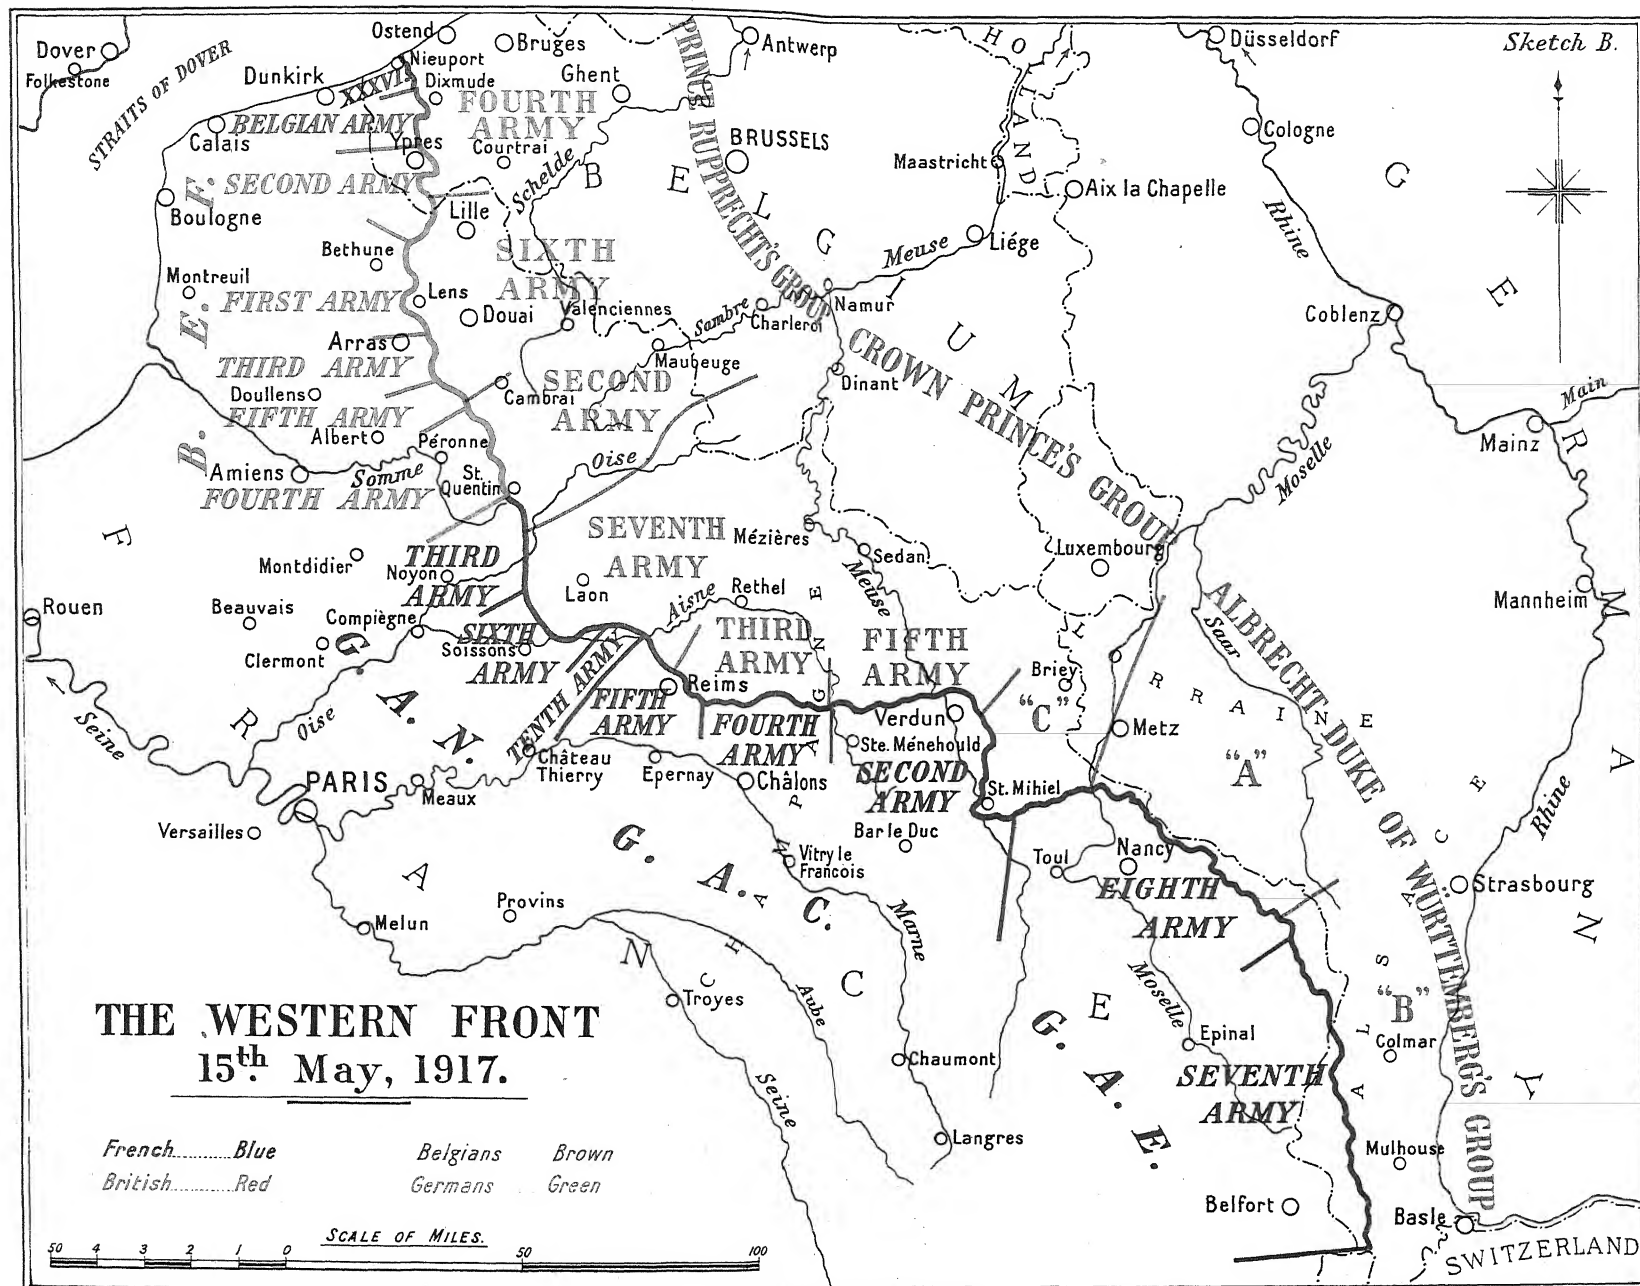 Sketch B.
Dover
Folkestone
STRAITS OF DOVER
Ostend
Bruges
Nieuport
Dunkirk
XXXVI.
Dixmude
Ghent
Antwerp
HOLLAND
Düsseldorf
Calais
BELGIAN ARMY
Ypres
FOURTH
ARMY
Courtrai
Schelde
BRUSSELS
Maastricht
Aix la Chapelle
Cologne
Rhine
PRINCE RUPPRECHT'S GROUP
BELGIUM
GERMANY
B. E. F.
SECOND ARMY
Boulogne
Lille
Bethune
SIXTH
ARMY
Meuse
Liége
Montreuil
FIRST ARMY
Lens
Douai
Valenciennes
Sambre
Charleroi
Namur
Coblenz
Arras
Maubeuge
THIRD ARMY
Doullens
Cambrai
SECOND
ARMY
Dinant
CROWN PRINCE'S GROUP
Main
Mainz
FIFTH ARMY
Albert
Péronne
Amiens
Somme
St.
Quentin
Oise
Moselle
FOURTH ARMY
SEVENTH
ARMY
Mézières
Sedan
Meuse
Luxembourg
FRANCE
Montdidier
Noyon
THIRD
ARMY
Laon
Rethel
Aisne
Rouen
Beauvais
Compiègne
Clermont
Soissons
SIXTH
ARMY
TENTH ARMY
THIRD
ARMY
FIFTH
ARMY
Briey
"C"
LORRAINE
Saar
ALBRECHT DUKE OF WÜRTTEMBERG'S GROUP
Mannheim
G. A. N.
Reims
FIFTH
ARMY
FOURTH
ARMY
Verdun
Ste. Ménehould
Metz
"A"
Seine
Oise
Château
Thierry
Epernay
Châlons
SECOND
ARMY
St. Mihiel
PARIS
Meaux
Versailles
CHAMPAGNE
Bar le Duc
Vitry le
Francois
Toul
Nancy
EIGHTH
ARMY
Strasbourg
Rhine
ALSACE
G. A. C.
Provins
Melun
Marne
Troyes
Aube
Moselle
"B"
Colmar
G. A. E.
Epinal
Chaumont
SEVENTH
ARMY
Seine
Langres
Mulhouse
Belfort
Basle
SWITZERLAND
THE WESTERN FRONT
15th. May, 1917.
French...........Blue Belgians Brown
British............Red Germans Green
SCALE OF MILES.
50 4 3 2 1 0 50 100